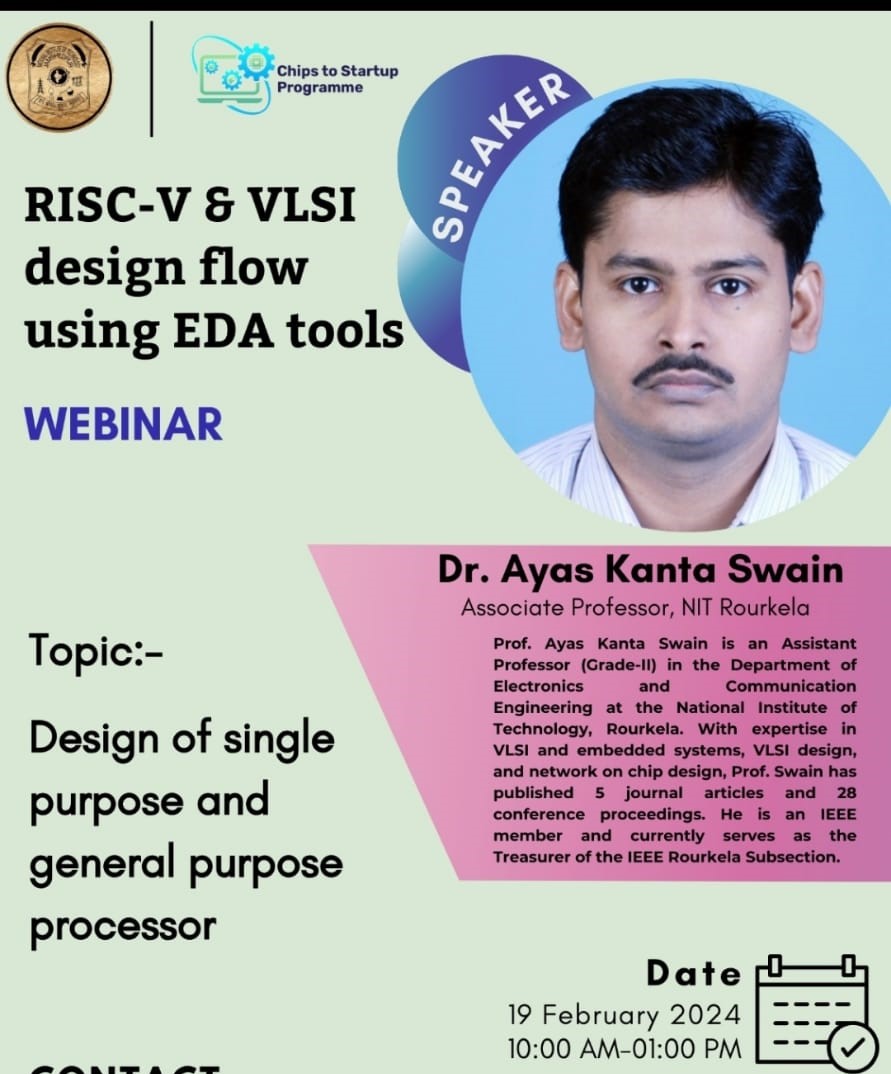 Chips to Startup
Programme
SPEAKER
RISC-V & VLSI
design flow
using EDA tools
WEBINAR
Dr. Ayas Kanta Swain
Associate Professor, NIT Rourkela
Prof. Ayas Kanta Swain is an Assistant
Professor (Grade-II) in the Department of
Electronics and Communication
Engineering at the National Institute of
Technology, Rourkela. With expertise in
VLSI and embedded systems, VLSI design,
and network on chip design, Prof. Swain has
published 5 journal articles and 28
conference proceedings. He is an IEEE
member and currently serves as the
Treasurer of the IEEE Rourkela Subsection.
Topic:-
Design of single
purpose and
general purpose
processor
Date
19 February 2024
10:00 AM-01:00 PM
CONTACT